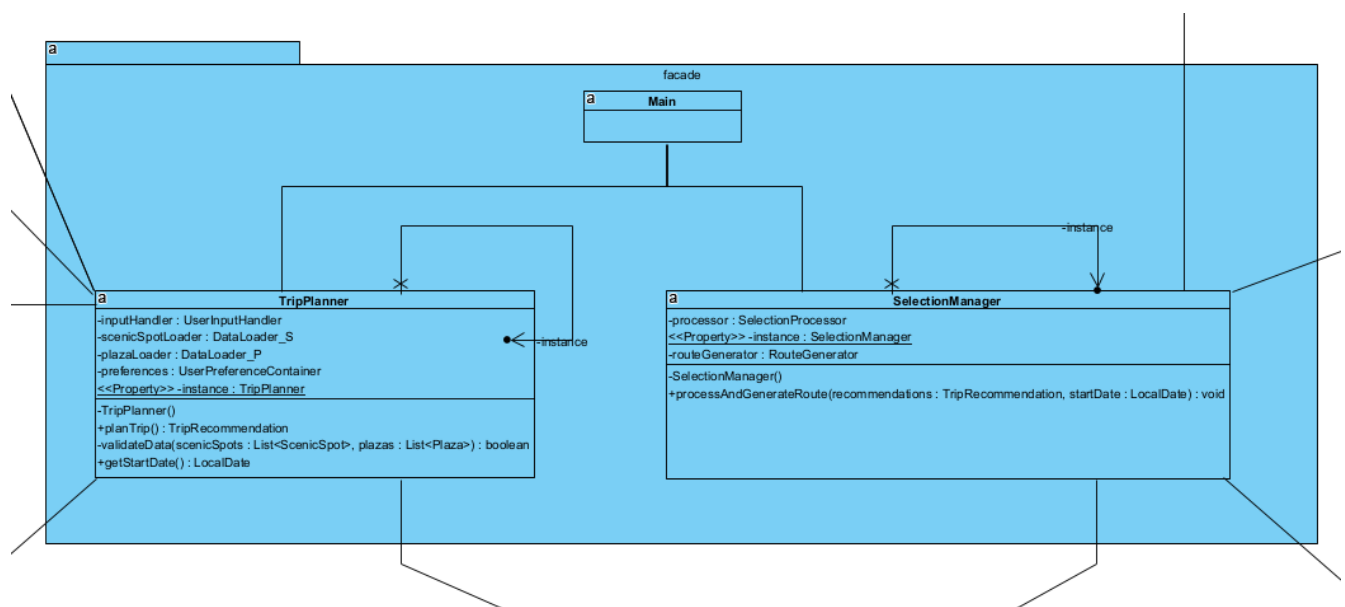 a
facade
a
Main
-instance
a
TripPlanner
-inputHandler : UserInputHandler
-scenicSpotLoader : DataLoader_S
-plazaLoader : DataLoader_P
-preferences : UserPreferenceContainer
<<Property>> -instance : TripPlanner
-TripPlanner()
+planTrip() : TripRecommendation
-validateData(scenicSpots : List<ScenicSpot>, plazas : List<Plaza>) : boolean
+getStartDate() : LocalDate
-instance
a
SelectionManager
-processor : SelectionProcessor
<<Property>> -instance : SelectionManager
-routeGenerator : RouteGenerator
-SelectionManager()
+processAndGenerateRoute(recommendations : TripRecommendation, startDate : LocalDate) : void